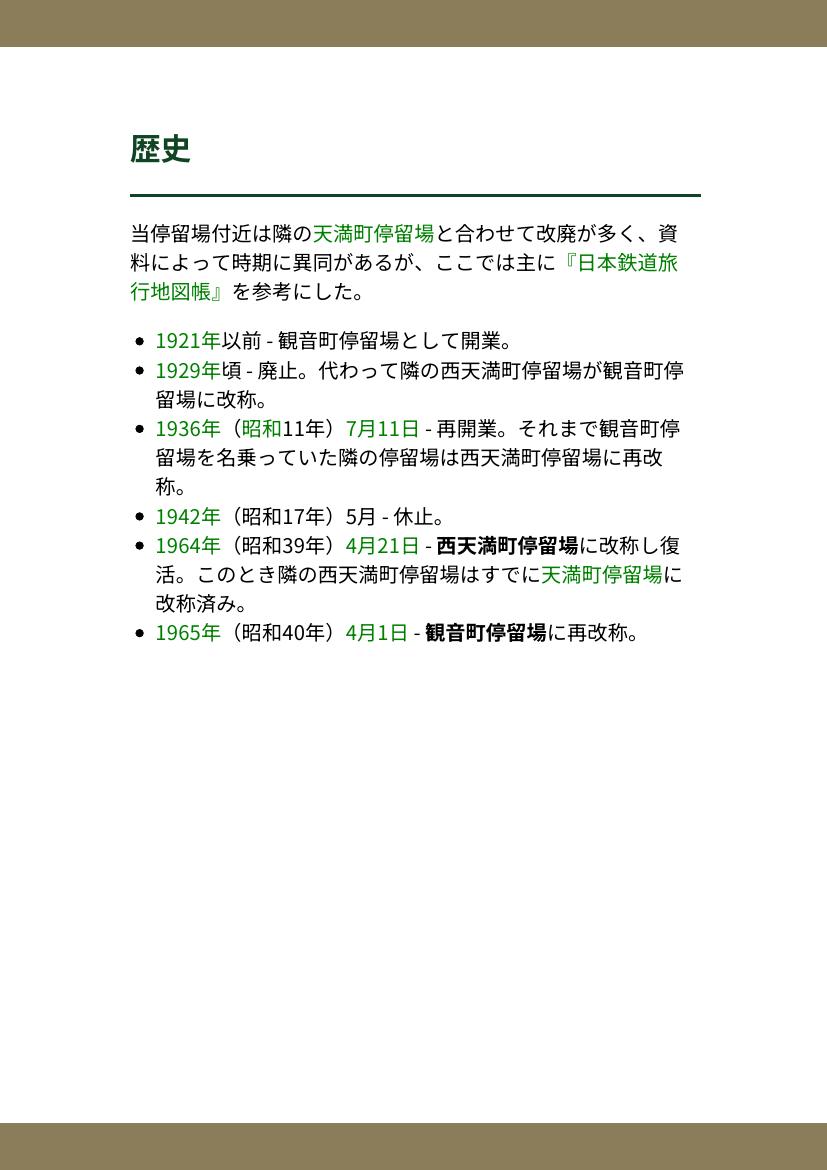 歴史
当停留場付近は隣の天満町停留場と合わせて改廃が多く、資
料によって時期に異同があるが、ここでは主に『日本鉄道旅
行地図帳』を参考にした。
• 1921年以前 - 観音町停留場として開業。
• 1929年頃 - 廃止。代わって隣の西天満町停留場が観音町停
留場に改称。
• 1936年（昭和11年）7月11日 - 再開業。それまで観音町停
留場を名乗っていた隣の停留場は西天満町停留場に再改
称。
• 1942年（昭和17年）5月 - 休止。
• 1964年（昭和39年）4月21日 - 西天満町停留場に改称し復
活。このとき隣の西天満町停留場はすでに天満町停留場に
改称済み。
• 1965年（昭和40年）4月1日 - 観音町停留場に再改称。